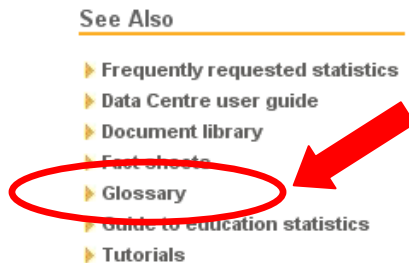 See Also
Frequently requested statistics
Data Centre user guide
Document library
Fact sheets
Glossary
Guide to education statistics
Tutorials